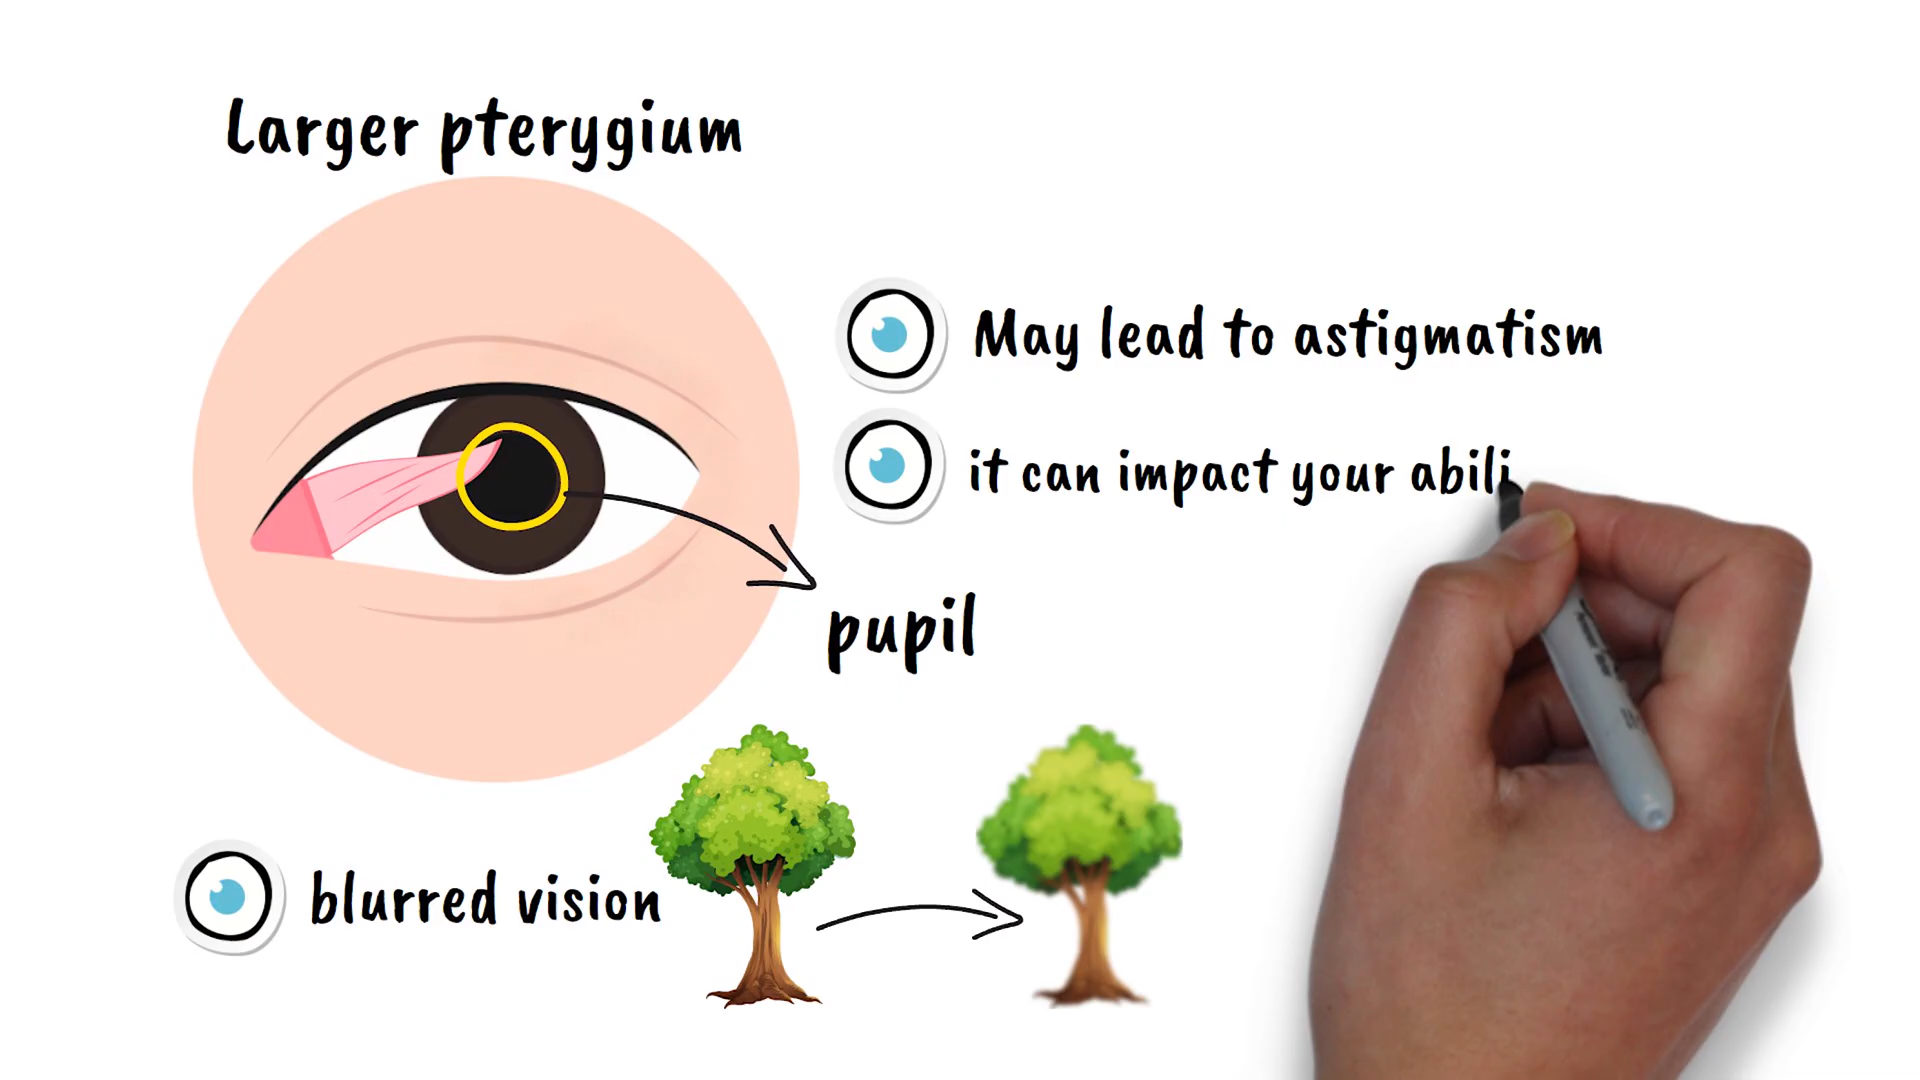 Larger pterygium
May lead to astigmatism
it can impact your abili
pupil
blurred vision